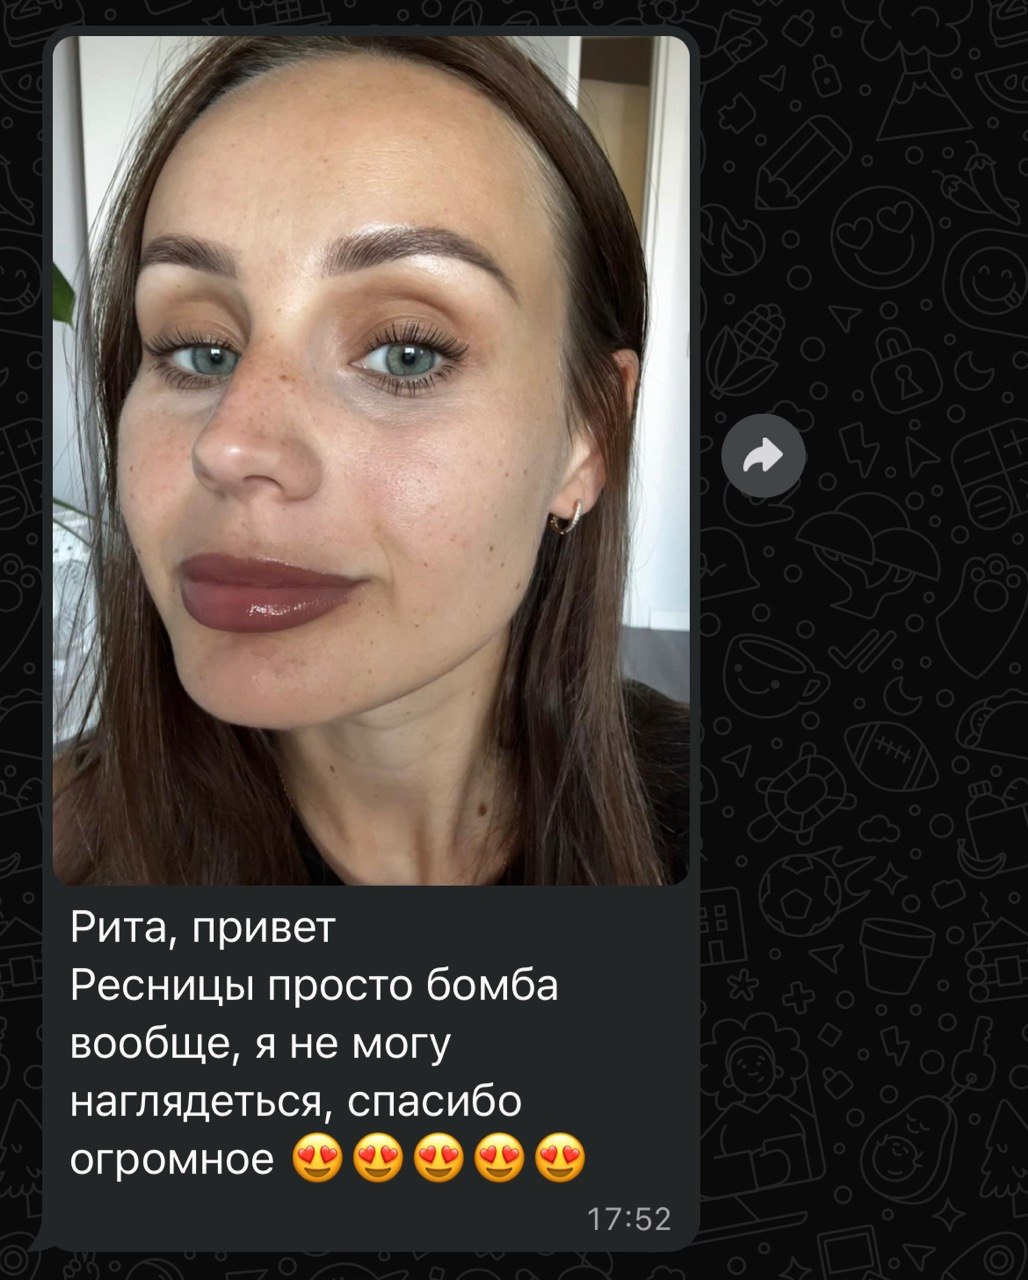 Рита, привет
Ресницы просто бомба
вообще, я не могу
наглядеться, спасибо
огромное 😍😍😍😍😍
17:52